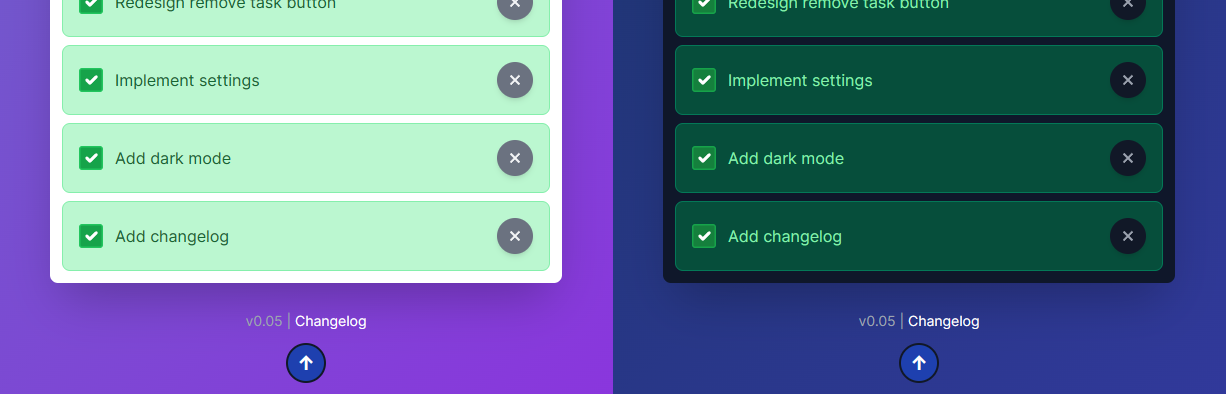 Redesign remove task button
Implement settings
Add dark mode
Add changelog
v0.05 | Changelog
Redesign remove task button
Implement settings
Add dark mode
Add changelog
v0.05 | Changelog